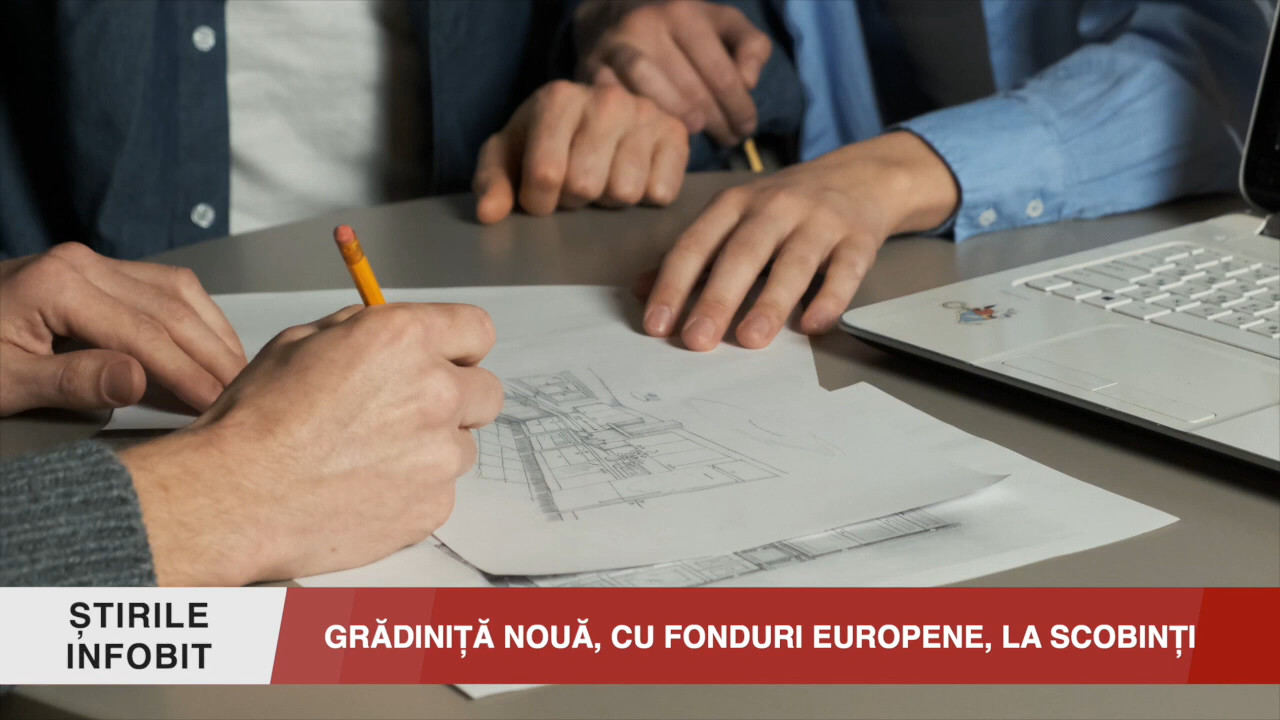 ȘTIRILE
INFOBIT
GRĂDINIȚĂ NOUĂ, CU FONDURI EUROPENE, LA SCOBINȚI